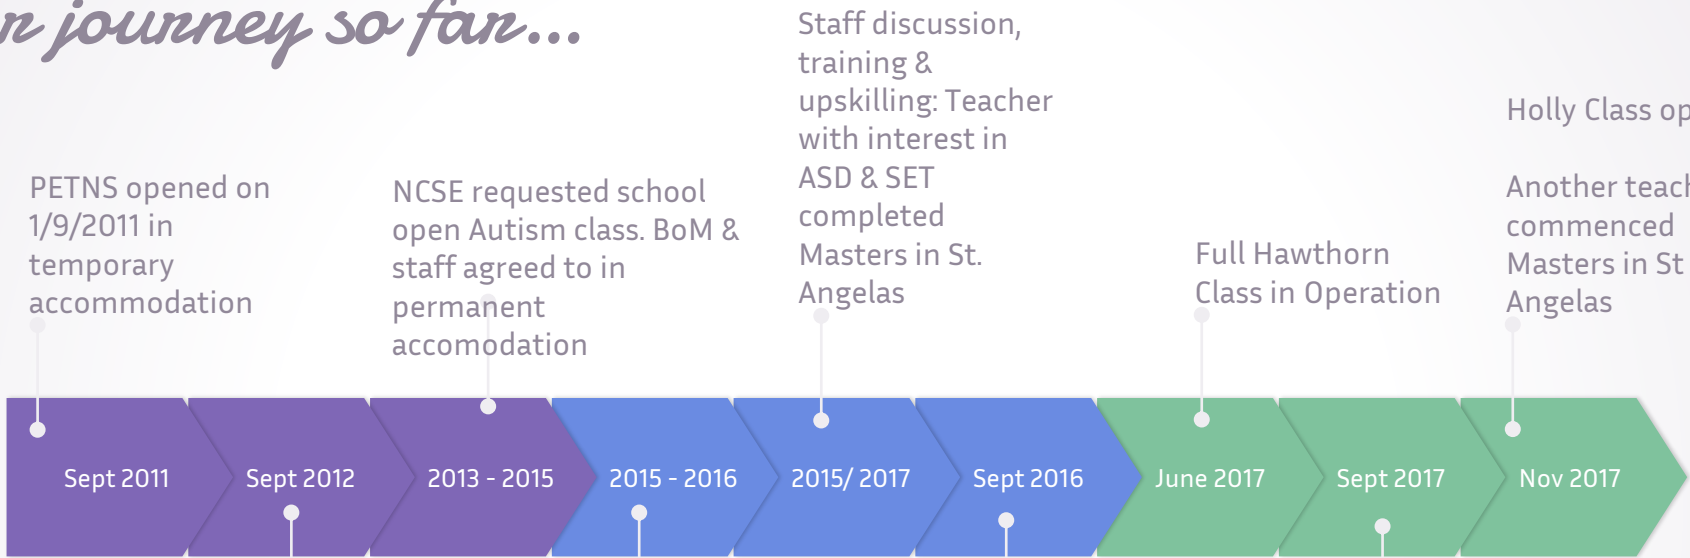 journey so far...
PETNS opened on
1/9/2011 in
temporary
accommodation
NCSE requested school
open Autism class. BoM &
staff agreed to in
permanent
accomodation
Staff discussion,
training &
upskilling: Teacher
with interest in
ASD & SET
completed
Masters in St.
Angelas
Full Hawthorn
Class in Operation
Holly Class
Another
commenced
Masters in St
Angelas
Sept 2011
Sept 2012
2013 - 2015
2015 - 2016
2015/ 2017
Sept 2016
June 2017
Sept 2017
Nov 2017